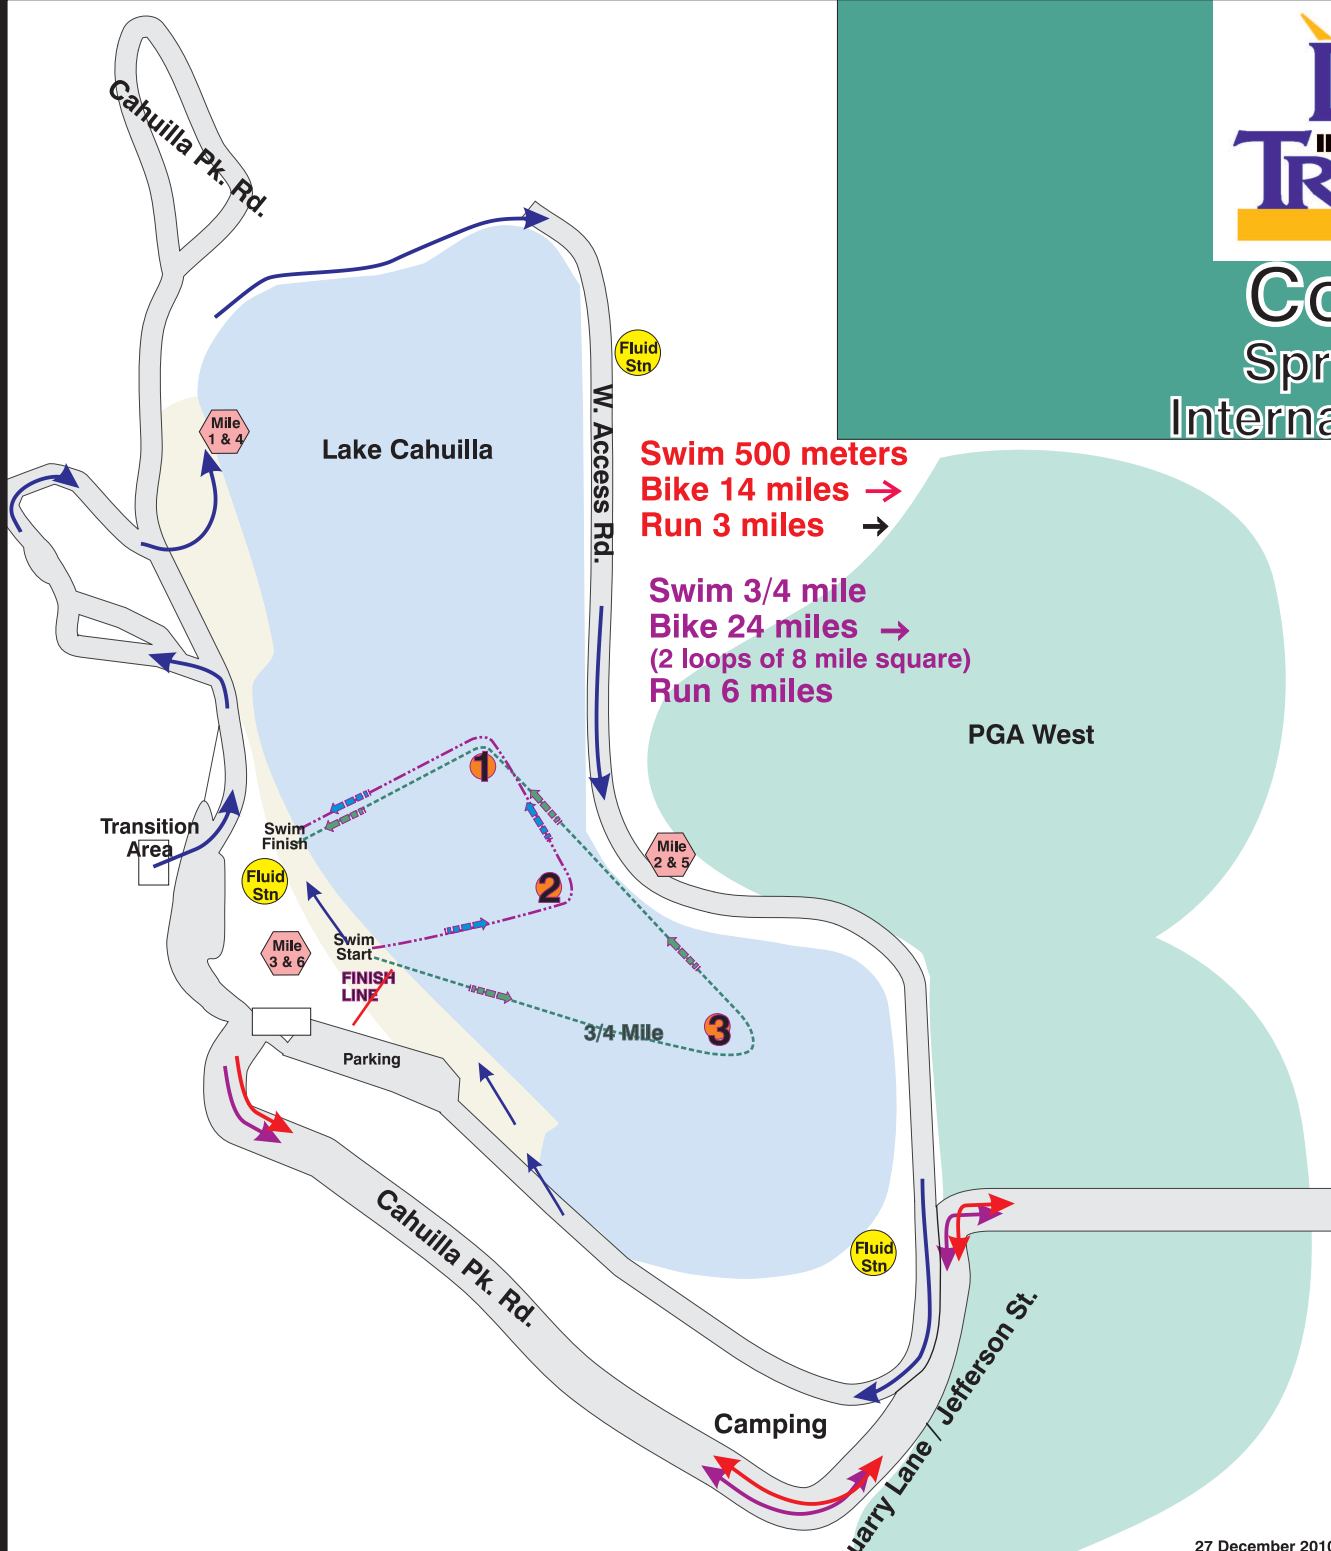 Cahuilla Pk. Rd.
Fluid
Stn
W. Access Rd.
Mile
1 & 4
Lake Cahuilla
Swim 500 meters
Bike 14 miles
Run 3 miles
Swim 3/4 mile
Bike 24 miles
(2 loops of 8 mile square)
Run 6 miles
PGA West
1
Transition
Area
Swim
Finish
Mile
2 & 5
Fluid
Stn
2
Swim
Start
Mile
3 & 6
FINISH
LINE
3/4 Mile
3
Parking
Cahuilla Pk. Rd.
Fluid
Stn
Camping
Lane / Jefferson St.
27 December 2010